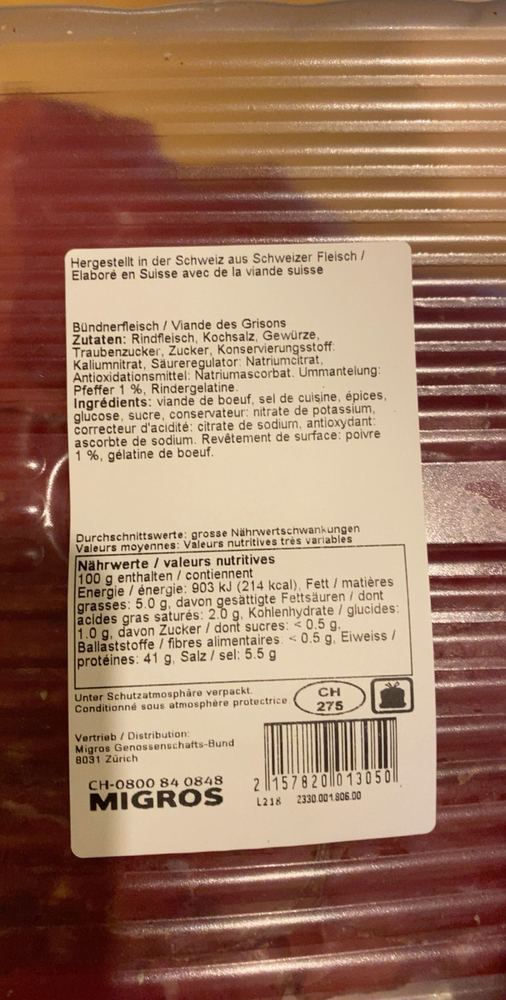 Hergestellt in der Schweiz aus Schweizer Fleisch /
Elaboré en Suisse avec de la viande suisse
Bündnerfleisch / Viande des Grisons
Zutaten: Rindfleisch, Kochsalz, Gewürze,
Traubenzucker, Zucker, Konservierungsstoff:
Kaliumnitrat, Säureregulator: Natriumcitrat,
Antioxidationsmittel: Natriumascorbat. Ummantelung:
Pfeffer 1 %, Rindergelatine.
Ingrédients: viande de boeuf, sel de cuisine, épices,
glucose, sucre, conservateur: nitrate de potassium,
correcteur d'acidité: citrate de sodium, antioxydant:
ascorbte de sodium. Revêtement de surface: poivre
1 %, gélatine de boeuf.
Durchschnittswerte: grosse Nährwertschwankungen
Valeurs moyennes: Valeurs nutritives très variables
Nährwerte / valeurs nutritives
100 g enthalten / contiennent
Energie / énergie: 903 kJ (214 kcal), Fett / matières
grasses: 5.0 g, davon gesättigte Fettsäuren / dont
acides gras saturés: 2.0 g, Kohlenhydrate / glucides:
1.0 g, davon Zucker / dont sucres: < 0.5 g,
Ballaststoffe / fibres alimentaires: < 0.5 g, Eiweiss /
protéines: 41 g, Salz / sel: 5.5 g
Unter Schutzatmosphäre verpackt.
Conditionné sous atmosphère protectrice
CH
275
Vertrieb / Distribution:
Migros Genossenschafts-Bund
8031 Zürich
CH-0800 84 0848
MIGROS
2 157820 013050
L218 2330.001.806.00